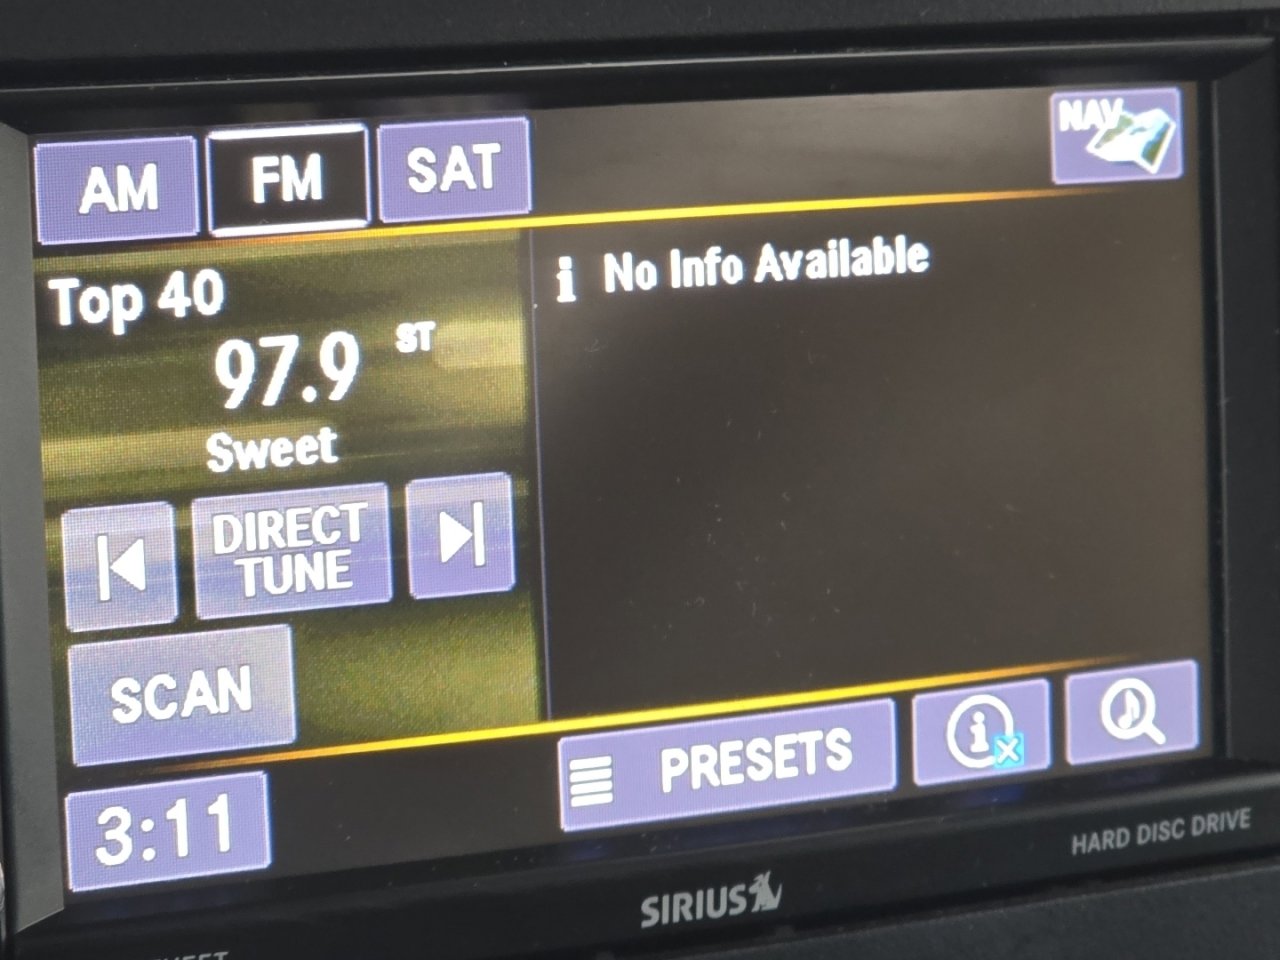 AM FM SAT NAV
Top 40
i No Info Available
97.9 ST
Sweet
DIRECT
TUNE
SCAN
PRESETS i
3:11
HARD DISC DRIVE
SIRIUS